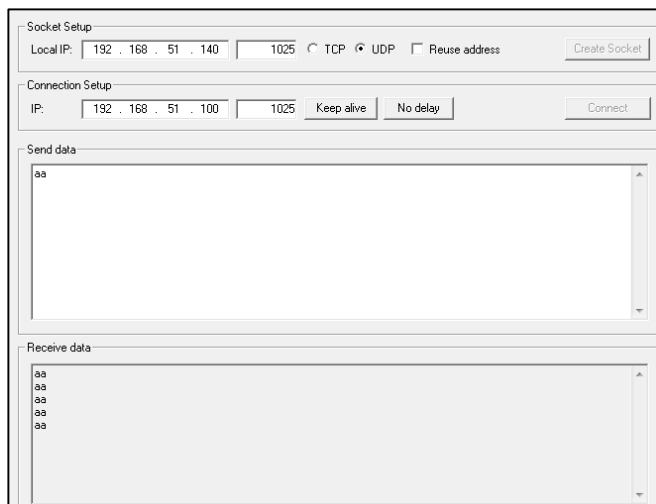 Socket Setup
Local IP: 192 . 168 . 51 . 140 1025 TCP UDP Reuse address Create Socket
Connection Setup
IP: 192 . 168 . 51 . 100 1025 Keep alive No delay Connect
Send data
aa
Receive data
aa
aa
aa
aa
aa